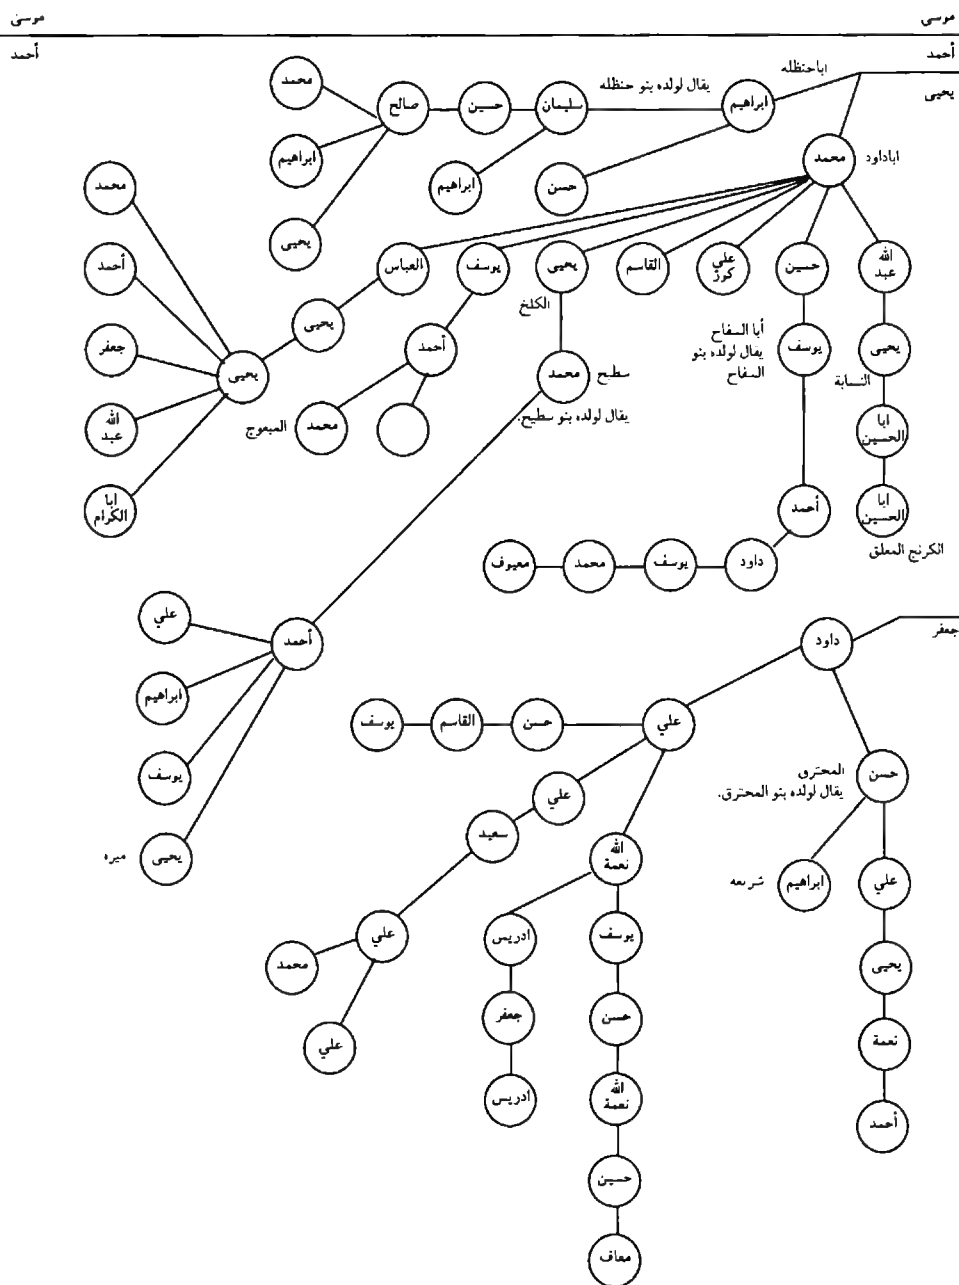 موسى
موسى
أحمد
أحمد
يحيى
اباحنظله
ابراهيم
يقال لولده بنو حنظله
سليمان
حسين
صالح
محمد
ابراهيم
يحيى
ابراهيم
حسن
اباداود
محمد
عبد الله
حسين
علي كوز
القاسم
يحيى
يوسف
العباس
الكلخ
يحيى
النسابة
ابا الحسين
ابا الحسين
الكرنج المعلق
يوسف
أبا السفاح
يقال لولده بنو
السفاح
أحمد
داود
يوسف
محمد
معيوف
محمد
سطيح
يقال لولده بنو سطيح.
أحمد
محمد
المبعوج
يحيى
يحيى
محمد
أحمد
جعفر
عبد الله
ابا الكرام
أحمد
علي
ابراهيم
يوسف
يحيى
ميره
جعفر
داود
علي
حسن
القاسم
يوسف
حسن
المحترق
يقال لولده بنو المحترق.
ابراهيم
شريعه
علي
يحيى
نعمة
أحمد
علي
سعيد
علي
محمد
علي
نعمة الله
ادريس
جعفر
ادريس
يوسف
حسن
نعمة الله
حسين
معاف